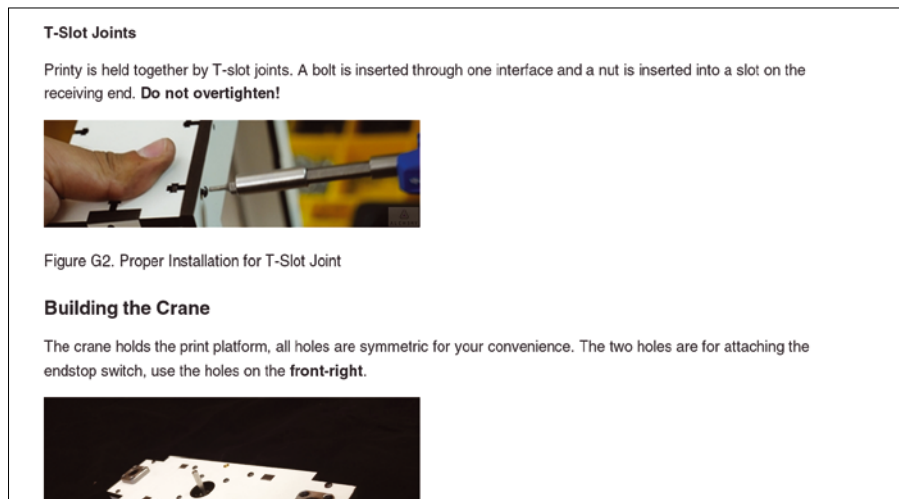 T-Slot Joints
Printy is held together by T-slot joints. A bolt is inserted through one interface and a nut is inserted into a slot on the
receiving end. Do not overtighten!
Figure G2. Proper Installation for T-Slot Joint
Building the Crane
The crane holds the print platform, all holes are symmetric for your convenience. The two holes are for attaching the
endstop switch, use the holes on the front-right.